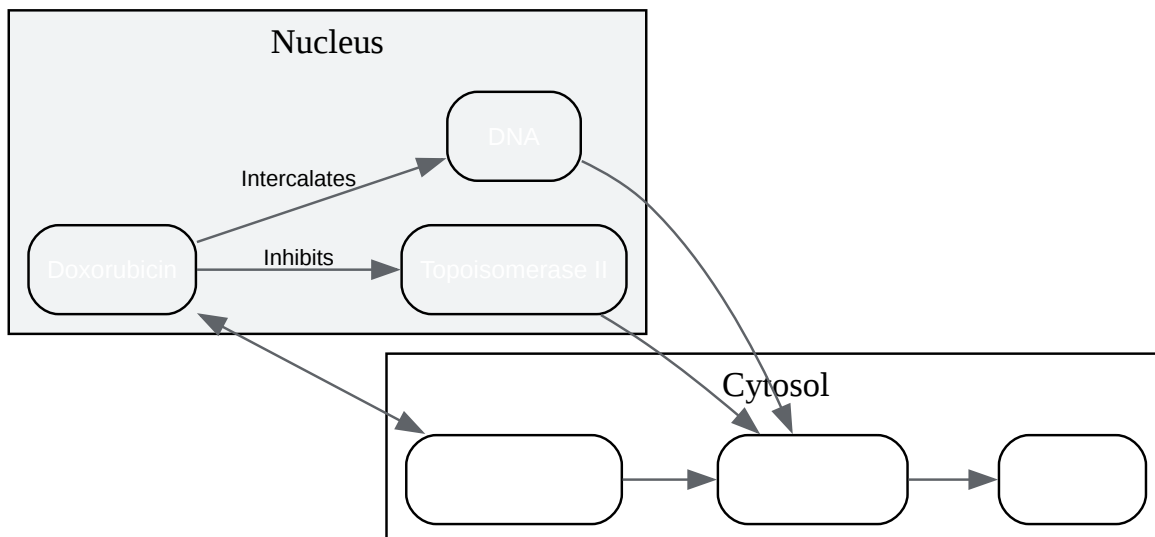 Nucleus
DNA
Intercalates
Doxorubicin
Inhibits
Topoisomerase II
Cytosol